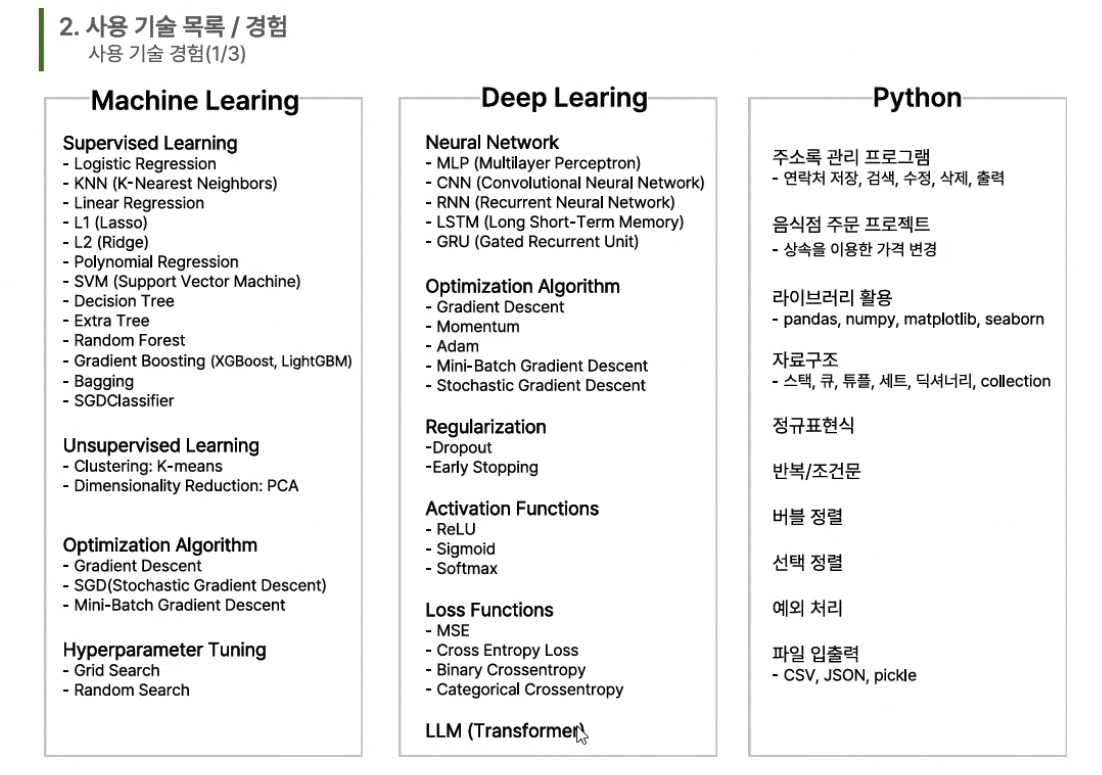 2. 사용 기술 목록 / 경험
사용 기술 경험(1/3)
Machine Learing
Supervised Learning
- Logistic Regression
- KNN (K-Nearest Neighbors)
- Linear Regression
- L1 (Lasso)
- L2 (Ridge)
- Polynomial Regression
- SVM (Support Vector Machine)
- Decision Tree
- Extra Tree
- Random Forest
- Gradient Boosting (XGBoost, LightGBM)
- Bagging
- SGDClassifier
Unsupervised Learning
- Clustering: K-means
- Dimensionality Reduction: PCA
Optimization Algorithm
- Gradient Descent
- SGD(Stochastic Gradient Descent)
- Mini-Batch Gradient Descent
Hyperparameter Tuning
- Grid Search
- Random Search
Deep Learing
Neural Network
- MLP (Multilayer Perceptron)
- CNN (Convolutional Neural Network)
- RNN (Recurrent Neural Network)
- LSTM (Long Short-Term Memory)
- GRU (Gated Recurrent Unit)
Optimization Algorithm
- Gradient Descent
- Momentum
- Adam
- Mini-Batch Gradient Descent
- Stochastic Gradient Descent
Regularization
-Dropout
-Early Stopping
Activation Functions
- ReLU
- Sigmoid
- Softmax
Loss Functions
- MSE
- Cross Entropy Loss
- Binary Crossentropy
- Categorical Crossentropy
LLM (Transformer)
Python
주소록 관리 프로그램
- 연락처 저장, 검색, 수정, 삭제, 출력
음식점 주문 프로젝트
- 상속을 이용한 가격 변경
라이브러리 활용
- pandas, numpy, matplotlib, seaborn
자료구조
- 스택, 큐, 튜플, 세트, 딕셔너리, collection
정규표현식
반복/조건문
버블 정렬
선택 정렬
예외 처리
파일 입출력
- CSV, JSON, pickle